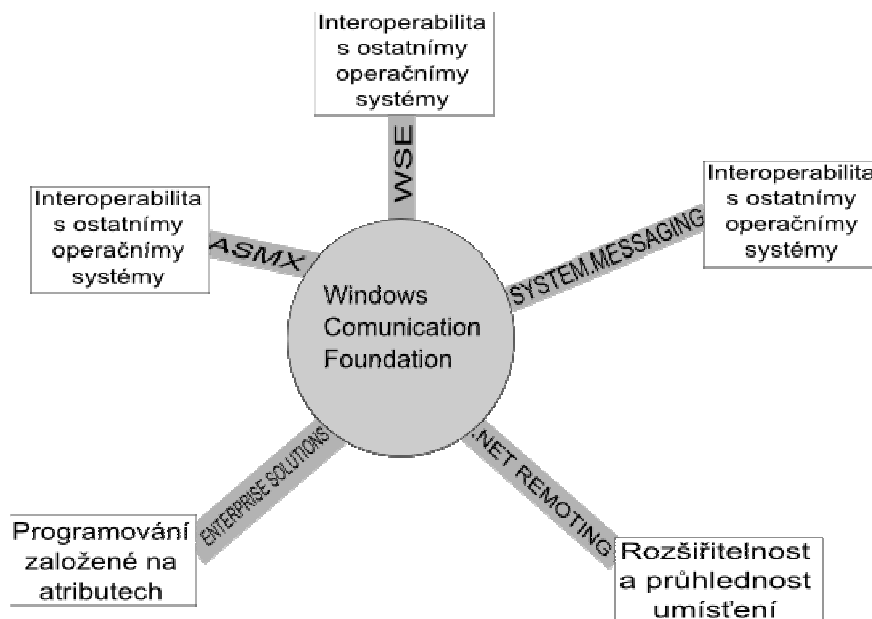 Interoperabilita
s ostatnímy
operačnímy
systémy
WSE
Interoperabilita
s ostatnímy
operačnímy
systémy
ASMX
Interoperabilita
s ostatnímy
operačnímy
systémy
SYSTEM.MESSAGING
Windows
Comunication
Foundation
ENTERPRISE SOLUTIONS
.NET REMOTING
Programování
založené na
atributech
Rozšiřitelnost
a průhlednost
umísťení